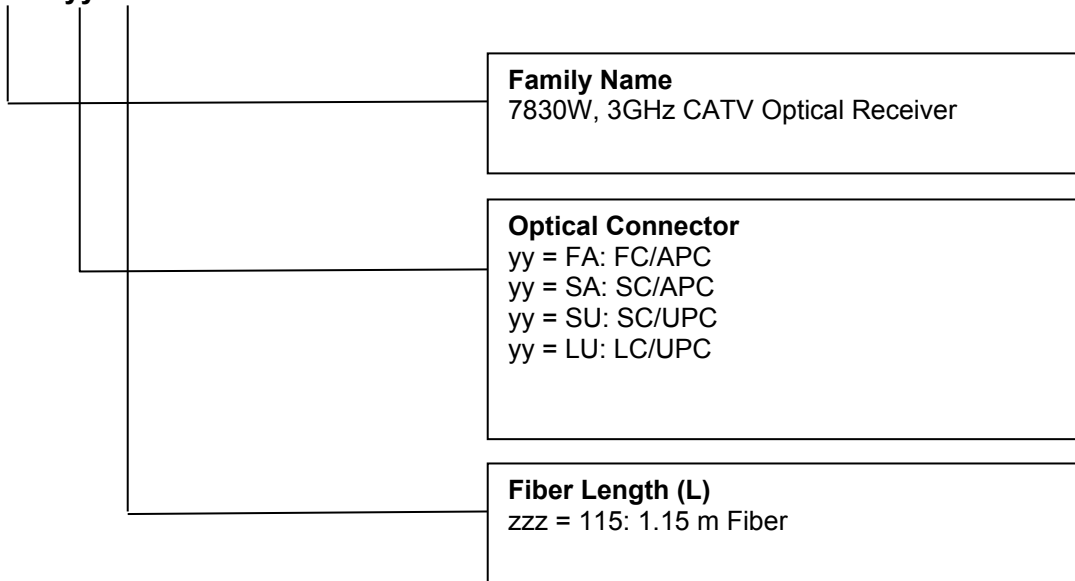 Family Name
7830W, 3GHz CATV Optical Receiver
Optical Connector
yy = FA: FC/APC
yy = SA: SC/APC
yy = SU: SC/UPC
yy = LU: LC/UPC
Fiber Length (L)
zzz = 115: 1.15 m Fiber